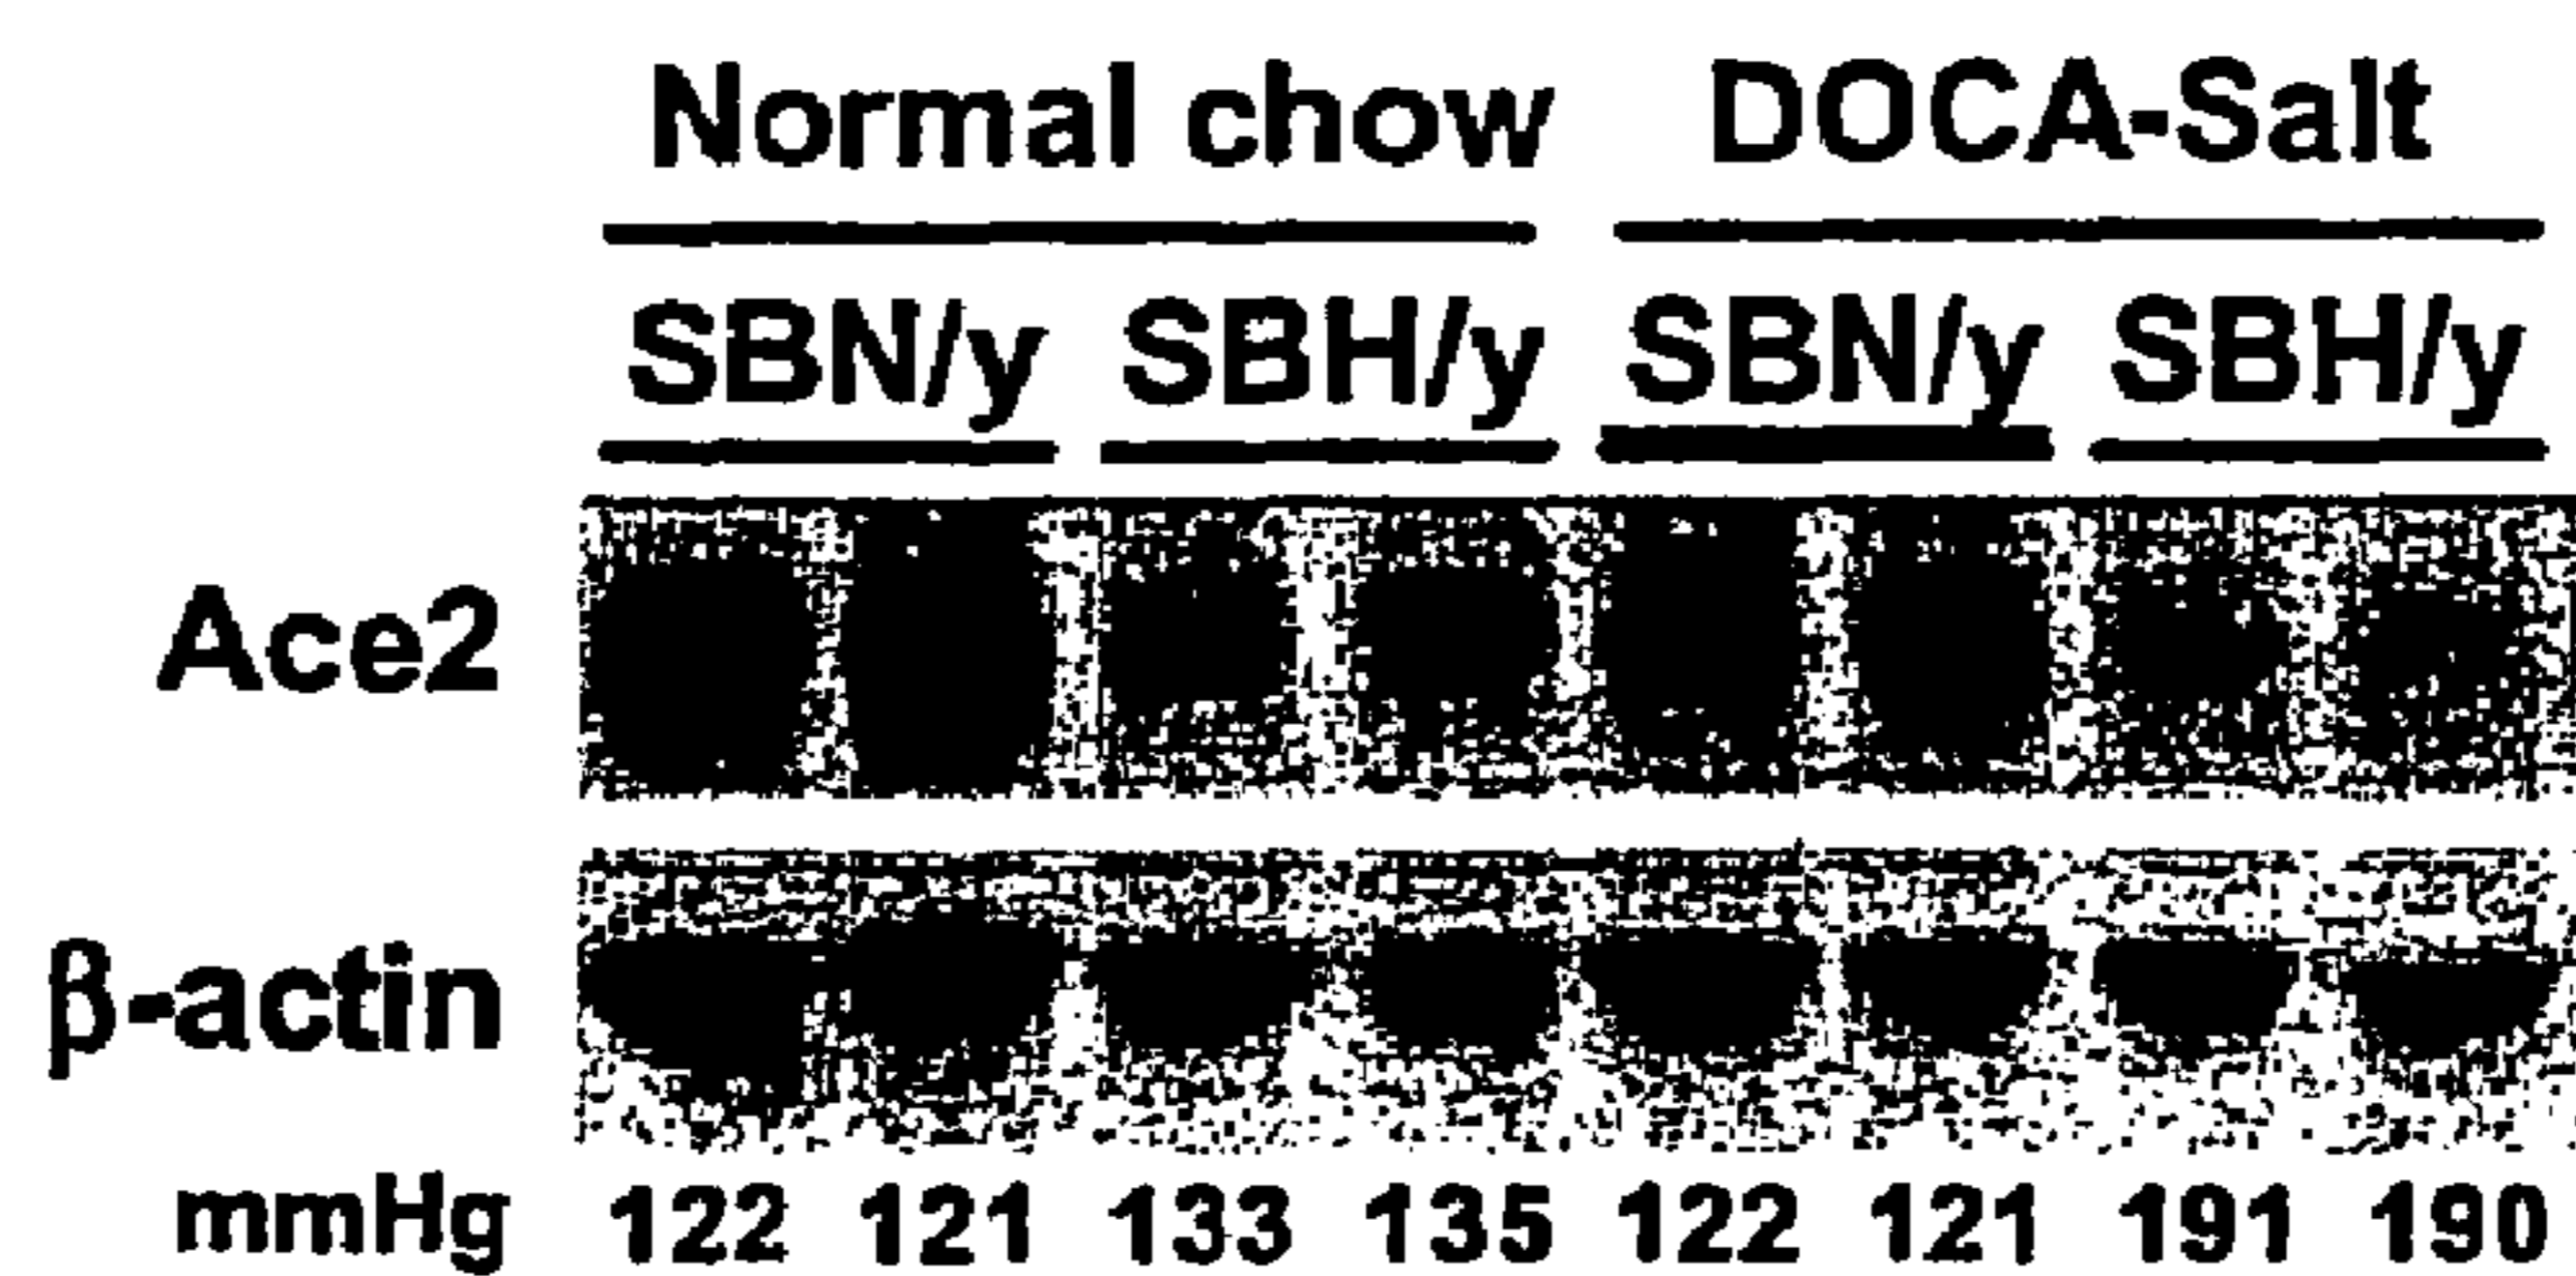 Normal chow DOCA-Salt
SBN/y SBH/y SBN/y SBH/y
Ace2
β-actin
mmHg 122 121 133 135 122 121 191 190